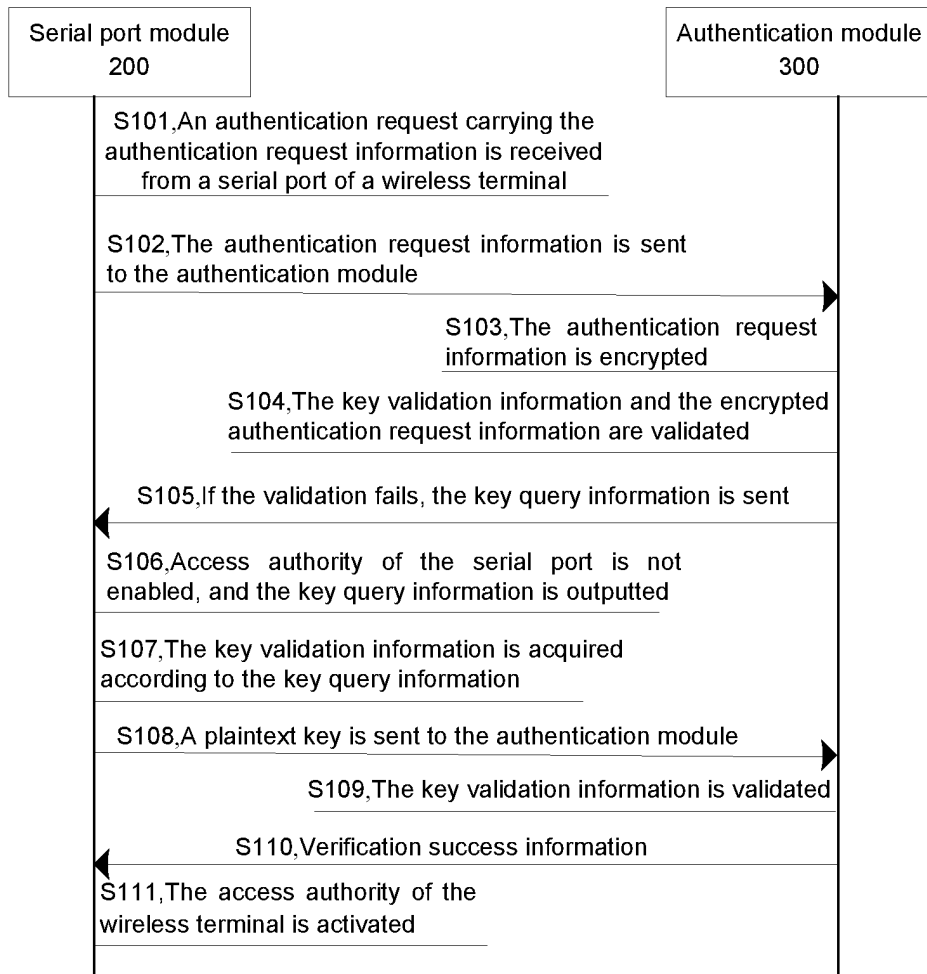 Serial port module
200
Authentication module
300
S101,An authentication request carrying the
authentication request information is received
from a serial port of a wireless terminal
S102,The authentication request information is sent
to the authentication module
S103,The authentication request
information is encrypted
S104,The key validation information and the encrypted
authentication request information are validated
S105,If the validation fails, the key query information is sent
S106,Access authority of the serial port is not
enabled, and the key query information is outputted
S107,The key validation information is acquired
according to the key query information
S108,A plaintext key is sent to the authentication module
S109,The key validation information is validated
S110,Verification success information
S111,The access authority of the
wireless terminal is activated